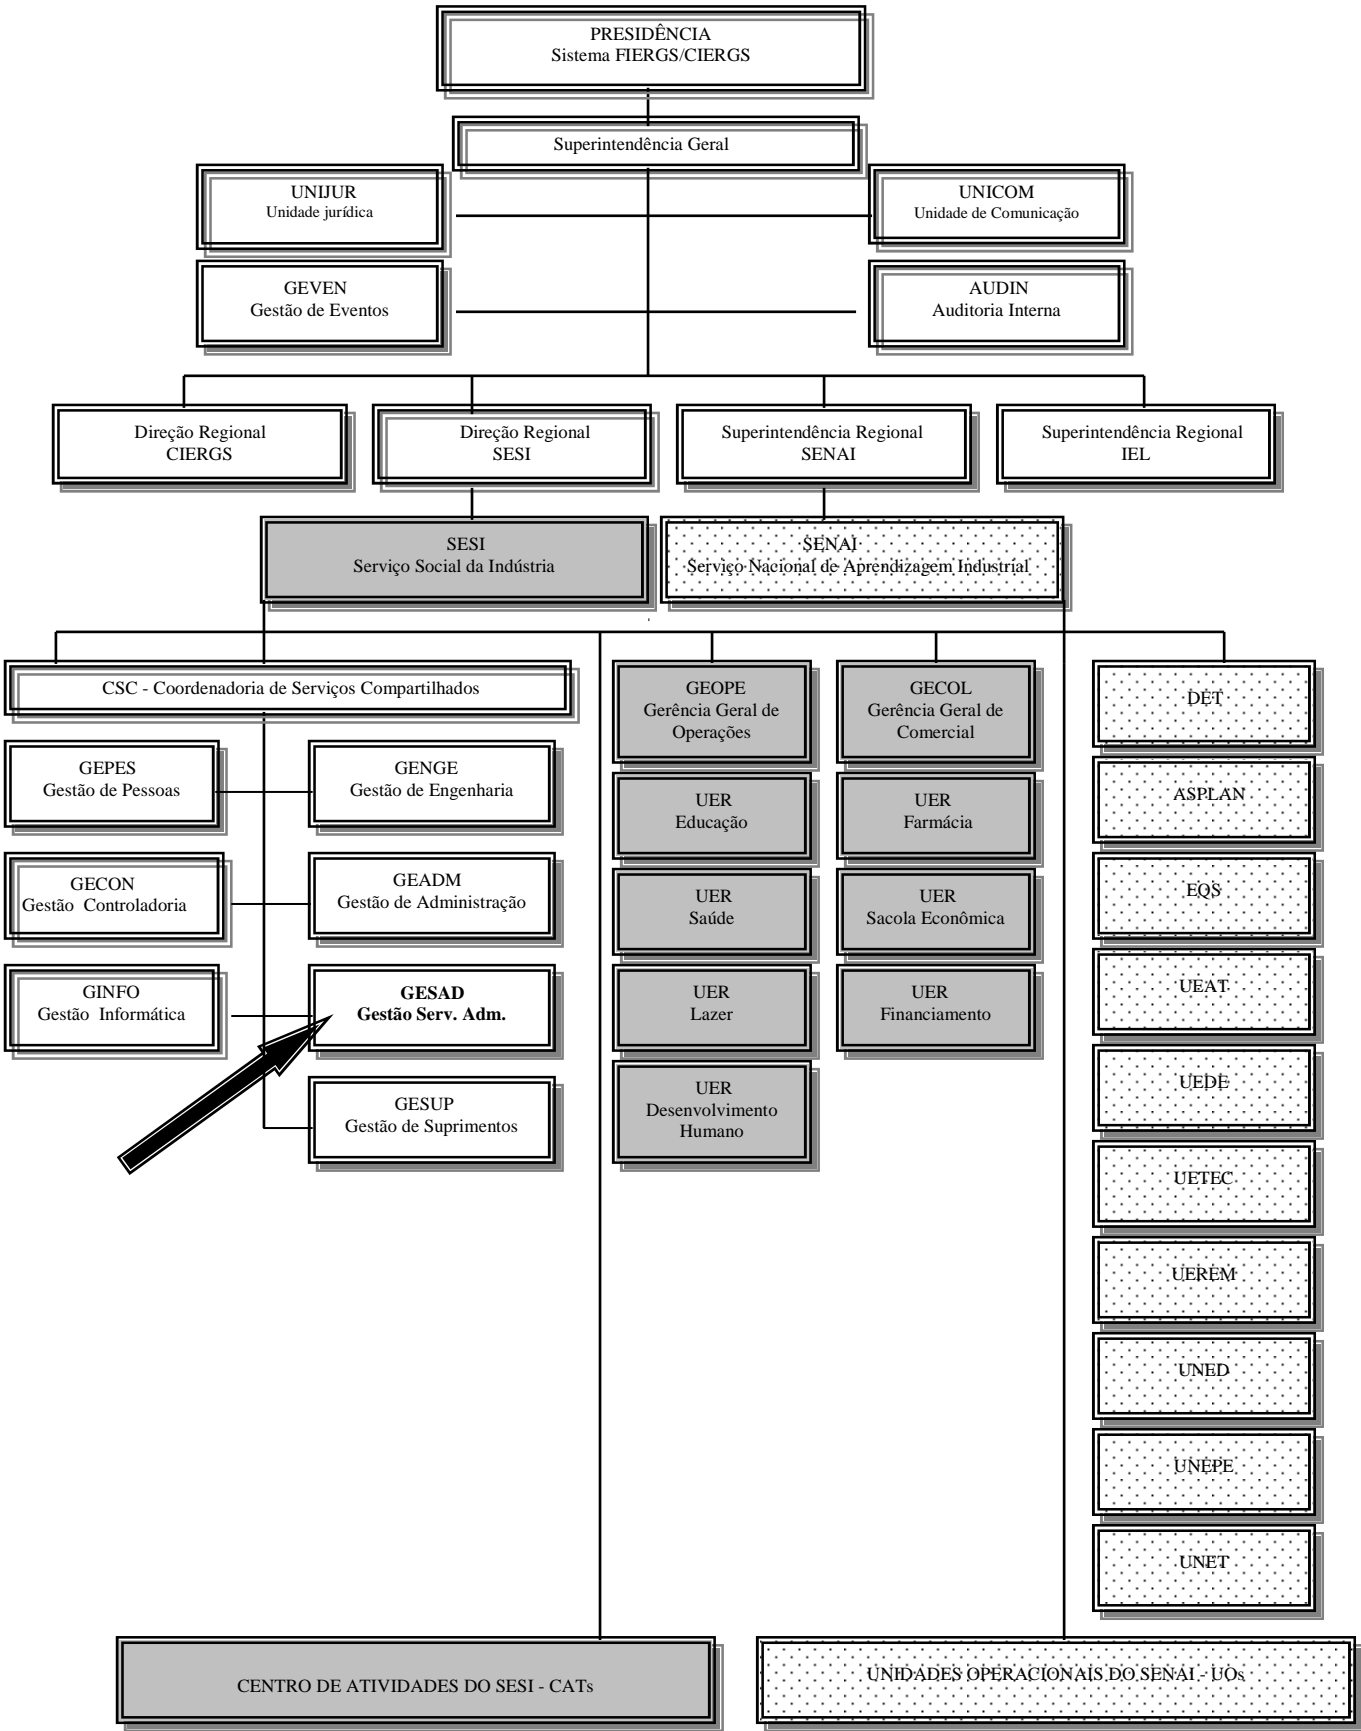 PRESIDÊNCIA
Sistema FIERGS/CIERGS
Superintendência Geral
UNIJUR
Unidade jurídica
UNICOM
Unidade de Comunicação
GEVEN
Gestão de Eventos
AUDIN
Auditoria Interna
Direção Regional
CIERGS
Direção Regional
SESI
Superintendência Regional
SENAI
Superintendência Regional
IEL
SESI
Serviço Social da Indústria
SENAI
Serviço Nacional de Aprendizagem Industrial
CSC - Coordenadoria de Serviços Compartilhados
GEPES
Gestão de Pessoas
GENGE
Gestão de Engenharia
GECON
Gestão Controladoria
GEADM
Gestão de Administração
GINFO
Gestão Informática
GESAD
Gestão Serv. Adm.
GESUP
Gestão de Suprimentos
GEOPE
Gerência Geral de
Operações
UER
Educação
UER
Saúde
UER
Lazer
UER
Desenvolvimento
Humano
GECOL
Gerência Geral de
Comercial
UER
Farmácia
UER
Sacola Econômica
UER
Financiamento
DET
ASPLAN
EQS
UEAT
UEDE
UETEC
UEREM
UNED
UNEPE
UNET
CENTRO DE ATIVIDADES DO SESI - CATs
UNIDADES OPERACIONAIS DO SENAI - UOs